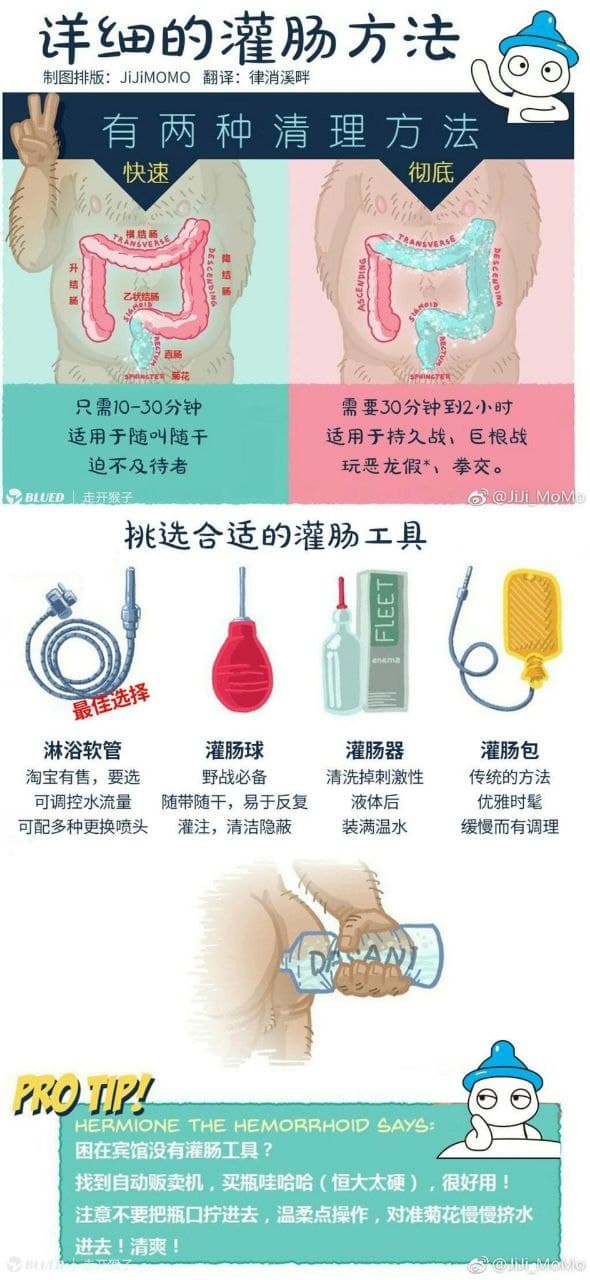 详细的灌肠方法
制图排版：JiJiMOMO 翻译：律消溪畔
有两种清理方法
快速
彻底
横结肠
TRANSVERSE
升结肠
降结肠
DESCENDING
乙状结肠
SIGMOID
RECTUM
直肠
SPHINCTER 菊花
TRANSVERSE
ASCENDING
DESCENDING
SIGMOID
RECTUM
SPHINCTER
只需10-30分钟
适用于随叫随干
迫不及待者
需要30分钟到2小时
适用于持久战、巨根战
玩恶龙假*、拳交。
BLUED | 走开猴子
@JiJi_MoMo
挑选合适的灌肠工具
最佳选择
FLEET
enema
淋浴软管
淘宝有售，要选
可调控水流量
可配多种更换喷头
灌肠球
野战必备
随带随干，易于反复
灌注，清洁隐蔽
灌肠器
清洗掉刺激性
液体后
装满温水
灌肠包
传统的方法
优雅时髦
缓慢而有调理
DASANI
PRO TIP!
HERMIONE THE HEMORRHOID SAYS:
困在宾馆没有灌肠工具？
找到自动贩卖机，买瓶哇哈哈（恒大太硬），很好用！
注意不要把瓶口拧进去，温柔点操作，对准菊花慢慢挤水
进去！清爽！
BLUED | 走开猴子
@JiJi_MoMo